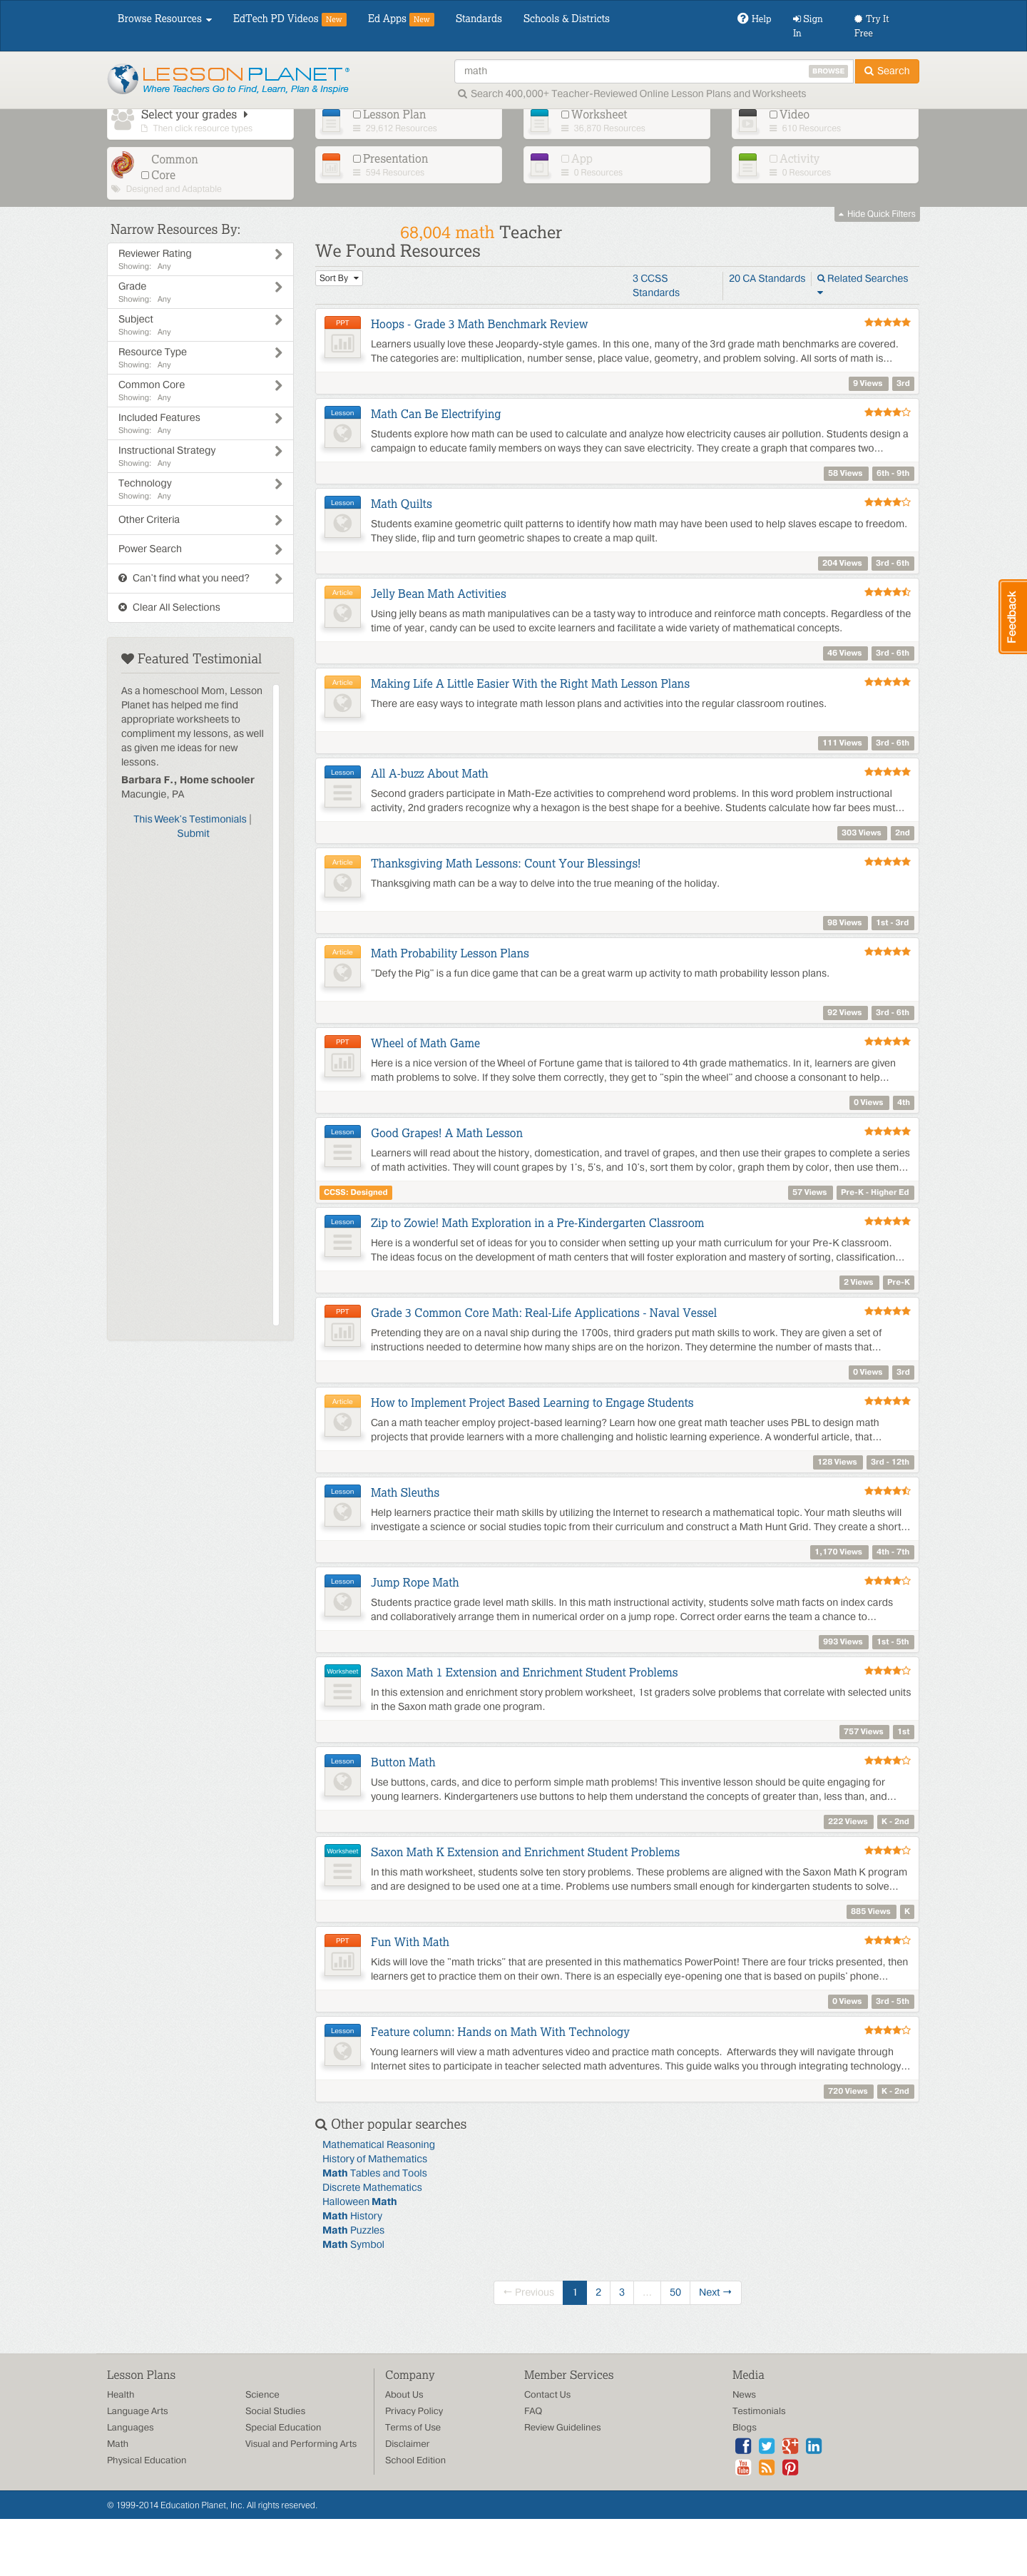 Browse Resources
EdTech PD Videos New
Ed Apps New
Standards
Schools & Districts
Help
Sign In
Try It Free
LESSON PLANET®
Where Teachers Go to Find, Learn, Plan & Inspire
math
BROWSE
Search
Search 400,000+ Teacher-Reviewed Online Lesson Plans and Worksheets
Select your grades
Then click resource types
Common Core
Designed and Adaptable
Lesson Plan
29,612 Resources
Worksheet
36,870 Resources
Video
610 Resources
Presentation
594 Resources
App
0 Resources
Activity
0 Resources
Hide Quick Filters
Narrow Resources By:
Reviewer Rating
Showing: Any
Grade
Showing: Any
Subject
Showing: Any
Resource Type
Showing: Any
Common Core
Showing: Any
Included Features
Showing: Any
Instructional Strategy
Showing: Any
Technology
Showing: Any
Other Criteria
Power Search
Can't find what you need?
Clear All Selections
Featured Testimonial
As a homeschool Mom, Lesson
Planet has helped me find
appropriate worksheets to
compliment my lessons, as well
as given me ideas for new
lessons.
Barbara F., Home schooler
Macungie, PA
This Week's Testimonials |
Submit
68,004 math Teacher
We Found Resources
Sort By
3 CCSS
Standards
20 CA Standards
Related Searches
PPT
Hoops - Grade 3 Math Benchmark Review
Learners usually love these Jeopardy-style games. In this one, many of the 3rd grade math benchmarks are covered.
The categories are: multiplication, number sense, place value, geometry, and problem solving. All sorts of math is...
9 Views 3rd
Lesson
Math Can Be Electrifying
Students explore how math can be used to calculate and analyze how electricity causes air pollution. Students design a
campaign to educate family members on ways they can save electricity. They create a graph that compares two...
58 Views 6th - 9th
Lesson
Math Quilts
Students examine geometric quilt patterns to identify how math may have been used to help slaves escape to freedom.
They slide, flip and turn geometric shapes to create a map quilt.
204 Views 3rd - 6th
Article
Jelly Bean Math Activities
Using jelly beans as math manipulatives can be a tasty way to introduce and reinforce math concepts. Regardless of the
time of year, candy can be used to excite learners and facilitate a wide variety of mathematical concepts.
46 Views 3rd - 6th
Article
Making Life A Little Easier With the Right Math Lesson Plans
There are easy ways to integrate math lesson plans and activities into the regular classroom routines.
111 Views 3rd - 6th
Lesson
All A-buzz About Math
Second graders participate in Math-Eze activities to comprehend word problems. In this word problem instructional
activity, 2nd graders recognize why a hexagon is the best shape for a beehive. Students calculate how far bees must...
303 Views 2nd
Article
Thanksgiving Math Lessons: Count Your Blessings!
Thanksgiving math can be a way to delve into the true meaning of the holiday.
98 Views 1st - 3rd
Article
Math Probability Lesson Plans
"Defy the Pig" is a fun dice game that can be a great warm up activity to math probability lesson plans.
92 Views 3rd - 6th
PPT
Wheel of Math Game
Here is a nice version of the Wheel of Fortune game that is tailored to 4th grade mathematics. In it, learners are given
math problems to solve. If they solve them correctly, they get to "spin the wheel" and choose a consonant to help...
0 Views 4th
Lesson
Good Grapes! A Math Lesson
Learners will read about the history, domestication, and travel of grapes, and then use their grapes to complete a series
of math activities. They will count grapes by 1's, 5's, and 10's, sort them by color, graph them by color, then use them...
CCSS: Designed
57 Views Pre-K - Higher Ed
Lesson
Zip to Zowie! Math Exploration in a Pre-Kindergarten Classroom
Here is a wonderful set of ideas for you to consider when setting up your math curriculum for your Pre-K classroom.
The ideas focus on the development of math centers that will foster exploration and mastery of sorting, classification...
2 Views Pre-K
PPT
Grade 3 Common Core Math: Real-Life Applications - Naval Vessel
Pretending they are on a naval ship during the 1700s, third graders put math skills to work. They are given a set of
instructions needed to determine how many ships are on the horizon. They determine the number of masts that...
0 Views 3rd
Article
How to Implement Project Based Learning to Engage Students
Can a math teacher employ project-based learning? Learn how one great math teacher uses PBL to design math
projects that provide learners with a more challenging and holistic learning experience. A wonderful article, that...
128 Views 3rd - 12th
Lesson
Math Sleuths
Help learners practice their math skills by utilizing the Internet to research a mathematical topic. Your math sleuths will
investigate a science or social studies topic from their curriculum and construct a Math Hunt Grid. They create a short...
1,170 Views 4th - 7th
Lesson
Jump Rope Math
Students practice grade level math skills. In this math instructional activity, students solve math facts on index cards
and collaboratively arrange them in numerical order on a jump rope. Correct order earns the team a chance to...
993 Views 1st - 5th
Worksheet
Saxon Math 1 Extension and Enrichment Student Problems
In this extension and enrichment story problem worksheet, 1st graders solve problems that correlate with selected units
in the Saxon math grade one program.
757 Views 1st
Lesson
Button Math
Use buttons, cards, and dice to perform simple math problems! This inventive lesson should be quite engaging for
young learners. Kindergarteners use buttons to help them understand the concepts of greater than, less than, and...
222 Views K - 2nd
Worksheet
Saxon Math K Extension and Enrichment Student Problems
In this math worksheet, students solve ten story problems. These problems are aligned with the Saxon Math K program
and are designed to be used one at a time. Problems use numbers small enough for kindergarten students to solve...
885 Views K
PPT
Fun With Math
Kids will love the "math tricks" that are presented in this mathematics PowerPoint! There are four tricks presented, then
learners get to practice them on their own. There is an especially eye-opening one that is based on pupils' phone...
0 Views 3rd - 5th
Lesson
Feature column: Hands on Math With Technology
Young learners will view a math adventures video and practice math concepts. Afterwards they will navigate through
Internet sites to participate in teacher selected math adventures. This guide walks you through integrating technology...
720 Views K - 2nd
Feedback
Other popular searches
Mathematical Reasoning
History of Mathematics
Math Tables and Tools
Discrete Mathematics
Halloween Math
Math History
Math Puzzles
Math Symbol
← Previous 1 2 3 … 50 Next →
Lesson Plans
Health
Language Arts
Languages
Math
Physical Education
Science
Social Studies
Special Education
Visual and Performing Arts
Company
About Us
Privacy Policy
Terms of Use
Disclaimer
School Edition
Member Services
Contact Us
FAQ
Review Guidelines
Media
News
Testimonials
Blogs
© 1999-2014 Education Planet, Inc. All rights reserved.